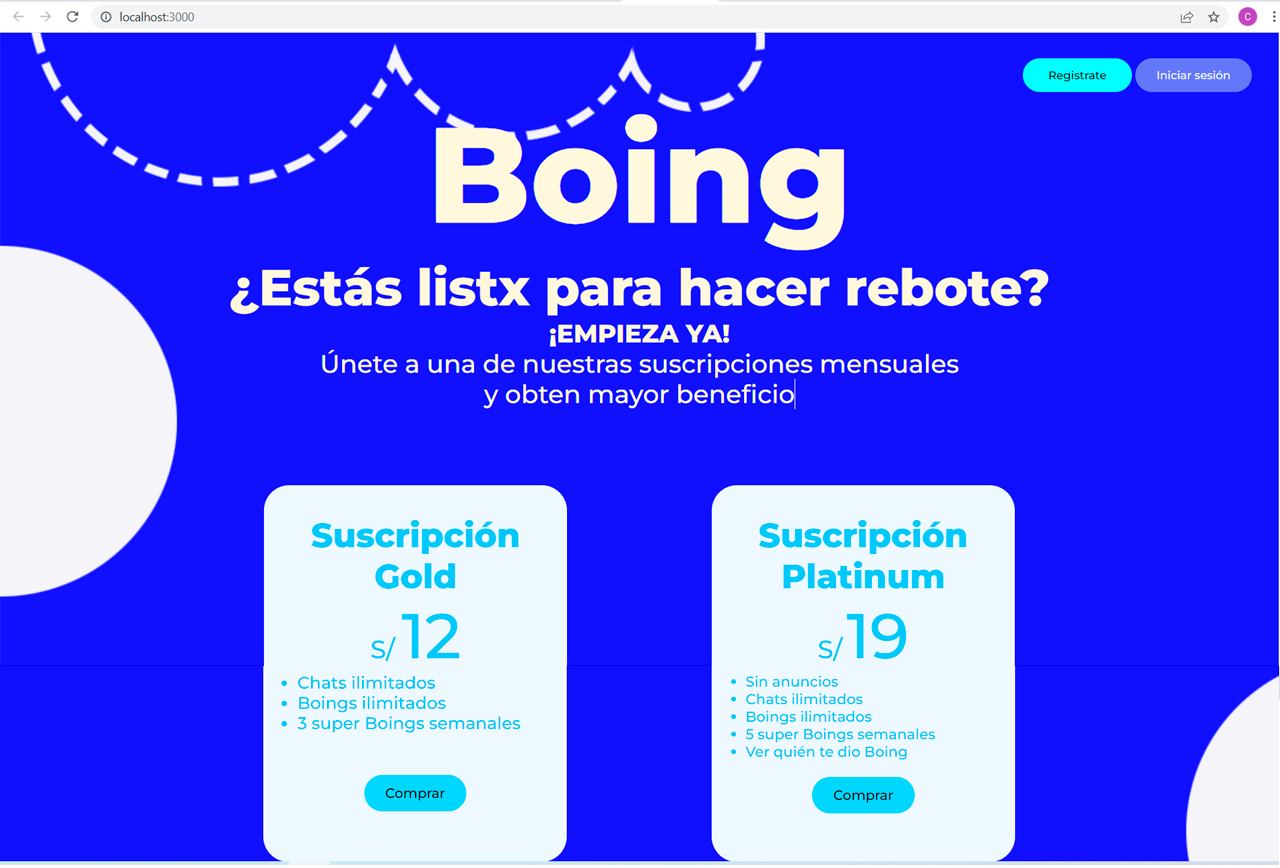 localhost:3000
C
Registrate
Iniciar sesión
Boing
¿Estás listx para hacer rebote?
¡EMPIEZA YA!
Únete a una de nuestras suscripciones mensuales
y obten mayor beneficio
Suscripción
Gold
S/ 12
• Chats ilimitados
• Boings ilimitados
• 3 super Boings semanales
Comprar
Suscripción
Platinum
S/ 19
• Sin anuncios
• Chats ilimitados
• Boings ilimitados
• 5 super Boings semanales
• Ver quién te dio Boing
Comprar